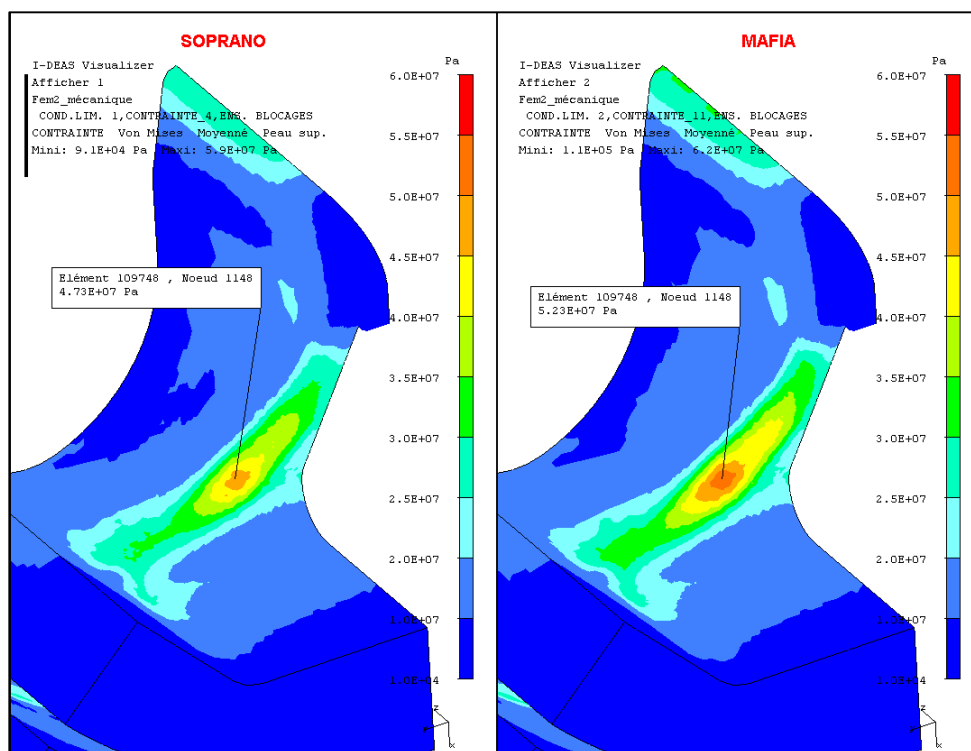 SOPRANO
I-DEAS Visualizer
Afficher 1
Fem2_mécanique
COND.LIM. 1,CONTRAINTE_4,ENS. BLOCAGES
CONTRAINTE Von Mises Moyenné Peau sup.
Mini: 9.1E+04 Pa Maxi: 5.9E+07 Pa
Pa
6.0E+07
5.5E+07
5.0E+07
4.5E+07
4.0E+07
3.5E+07
3.0E+07
2.5E+07
2.0E+07
1.0E+07
1.0E+04
Elément 109748 , Noeud 1148
4.73E+07 Pa
Z
Y
X
MAFIA
I-DEAS Visualizer
Afficher 2
Fem2_mécanique
COND.LIM. 2,CONTRAINTE_11,ENS. BLOCAGES
CONTRAINTE Von Mises Moyenné Peau sup.
Mini: 1.1E+05 Pa Maxi: 6.2E+07 Pa
Pa
6.0E+07
5.5E+07
5.0E+07
4.5E+07
4.0E+07
3.5E+07
3.0E+07
2.5E+07
2.0E+07
1.0E+07
1.0E+04
Elément 109748 , Noeud 1148
5.23E+07 Pa
Z
Y
X